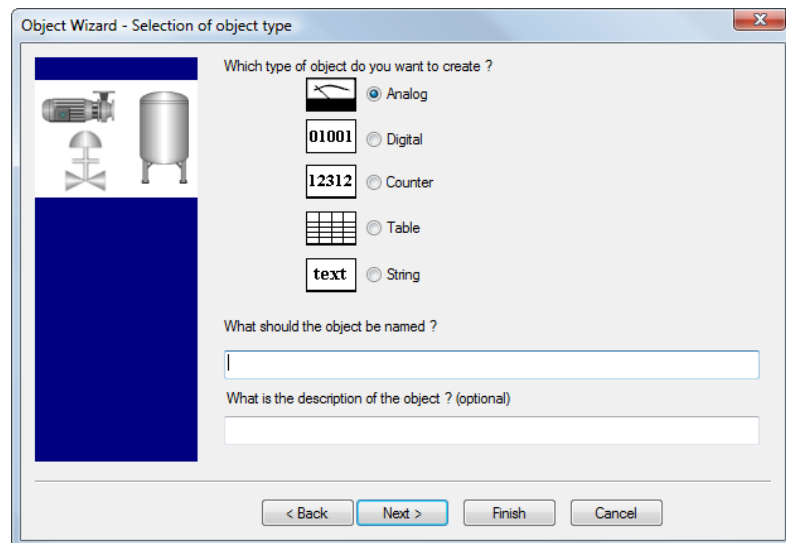 Object Wizard - Selection of object type
Which type of object do you want to create ?
Analog
01001 Digital
12312 Counter
Table
text String
What should the object be named ?
What is the description of the object ? (optional)
< Back Next > Finish Cancel